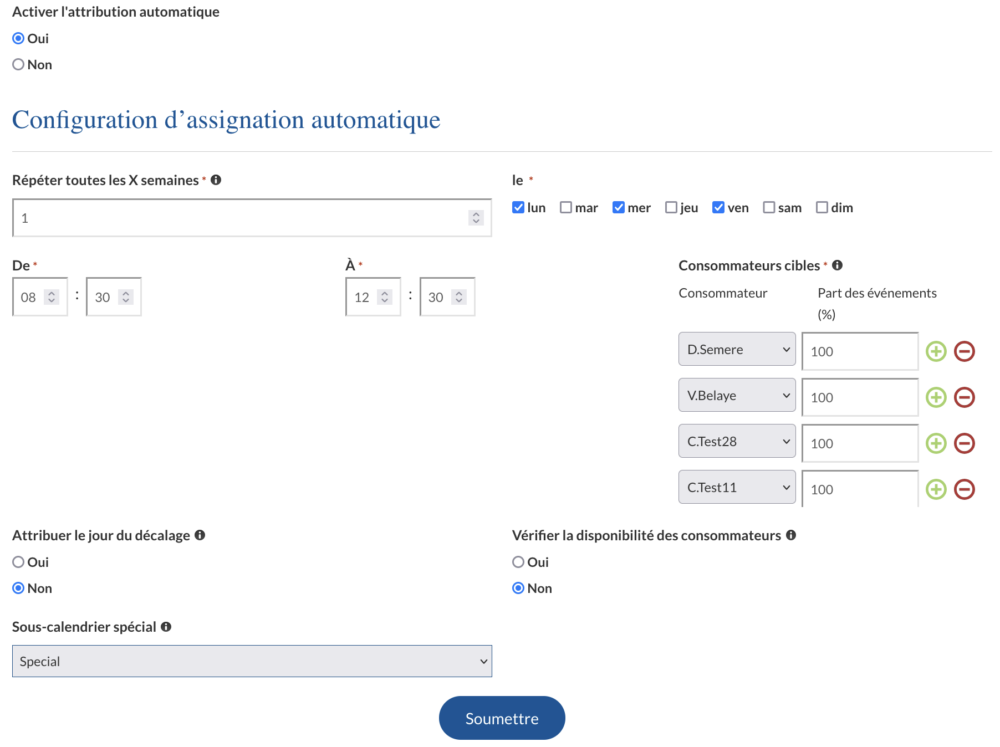 Activer l'attribution automatique
Oui
Non
Configuration d’assignation automatique
Répéter toutes les X semaines *
le *
1
lun mar mer jeu ven sam dim
De *
À *
Consommateurs cibles *
08 : 30
12 : 30
Consommateur
Part des événements
(%)
D.Semere 100
V.Belaye 100
C.Test28 100
C.Test11 100
Attribuer le jour du décalage
Oui
Non
Vérifier la disponibilité des consommateurs
Oui
Non
Sous-calendrier spécial
Special
Soumettre